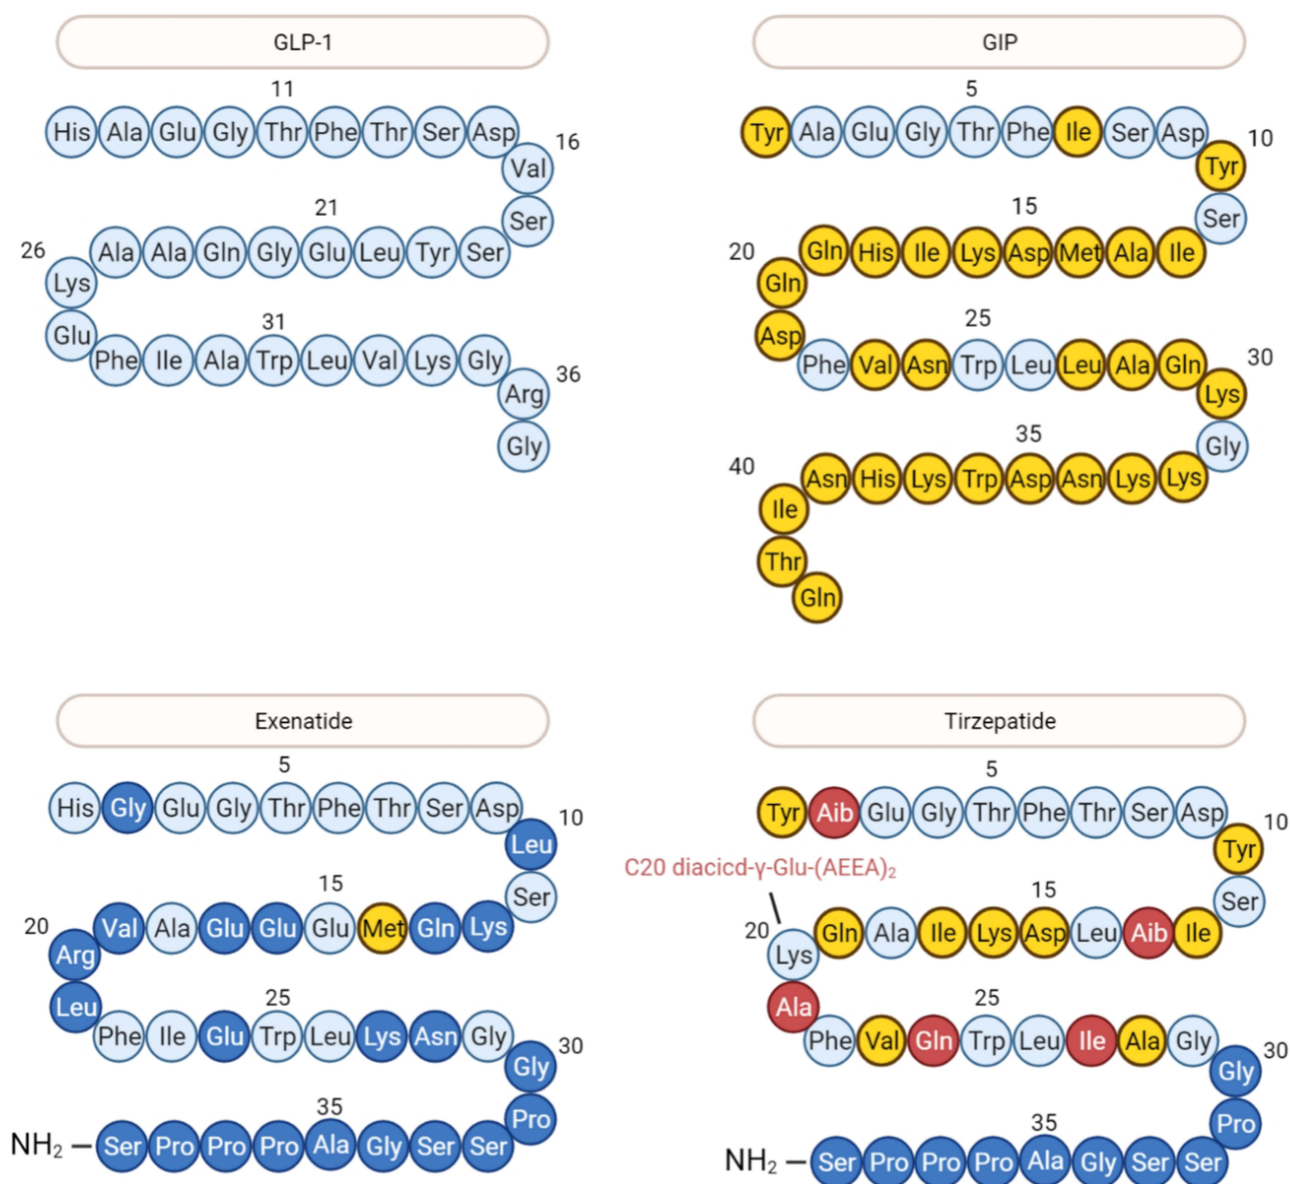 GLP-1
11
His Ala Glu Gly Thr Phe Thr Ser Asp
16
Val
Ser
21
Ala Ala Gln Gly Glu Leu Tyr Ser
26
Lys
Glu
31
Phe Ile Ala Trp Leu Val Lys Gly
36
Arg
Gly
GIP
5
Tyr Ala Glu Gly Thr Phe Ile Ser Asp
10
Tyr
Ser
15
Gln His Ile Lys Asp Met Ala Ile
20
Gln
Asp
25
Phe Val Asn Trp Leu Leu Ala Gln
30
Lys
Gly
35
Asn His Lys Trp Asp Asn Lys Lys
40
Ile
Thr
Gln
Exenatide
5
His Gly Glu Gly Thr Phe Thr Ser Asp
10
Leu
Ser
15
Val Ala Glu Glu Glu Met Gln Lys
20
Arg
Leu
25
Phe Ile Glu Trp Leu Lys Asn Gly
30
Gly
Pro
35
NH₂ – Ser Pro Pro Pro Ala Gly Ser Ser
Tirzepatide
5
Tyr Aib Glu Gly Thr Phe Thr Ser Asp
10
Tyr
C20 diacicd-γ-Glu-(AEEA)₂
Ser
15
Gln Ala Ile Lys Asp Leu Aib Ile
20
Lys
Ala
25
Phe Val Gln Trp Leu Ile Ala Gly
30
Gly
Pro
35
NH₂ – Ser Pro Pro Pro Ala Gly Ser Ser